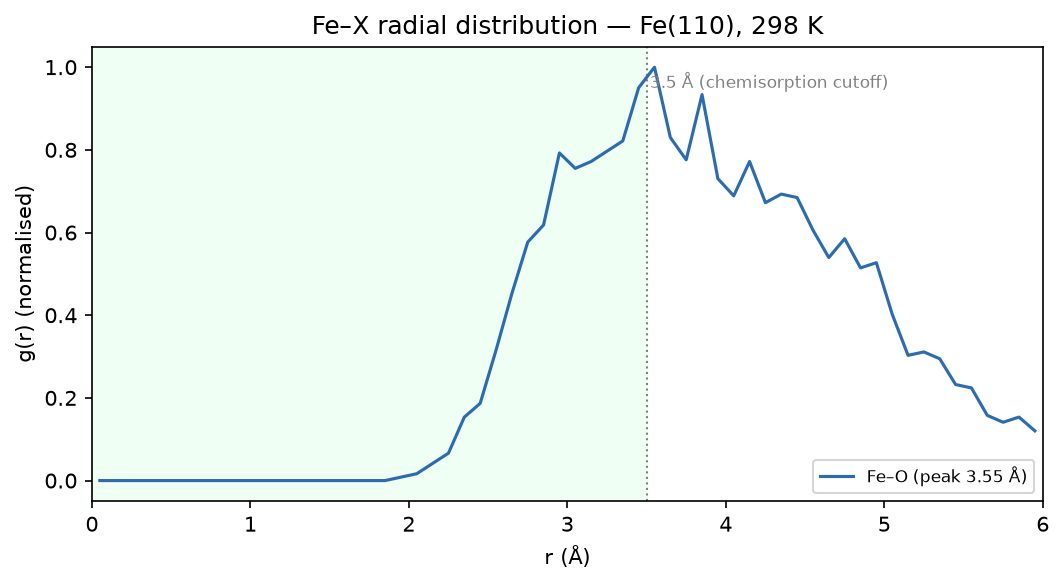 Fe–X radial distribution — Fe(110), 298 K
g(r) (normalised)
1.0
0.8
0.6
0.4
0.2
0.0
3.5 Å (chemisorption cutoff)
Fe–O (peak 3.55 Å)
0 1 2 3 4 5 6
r (Å)